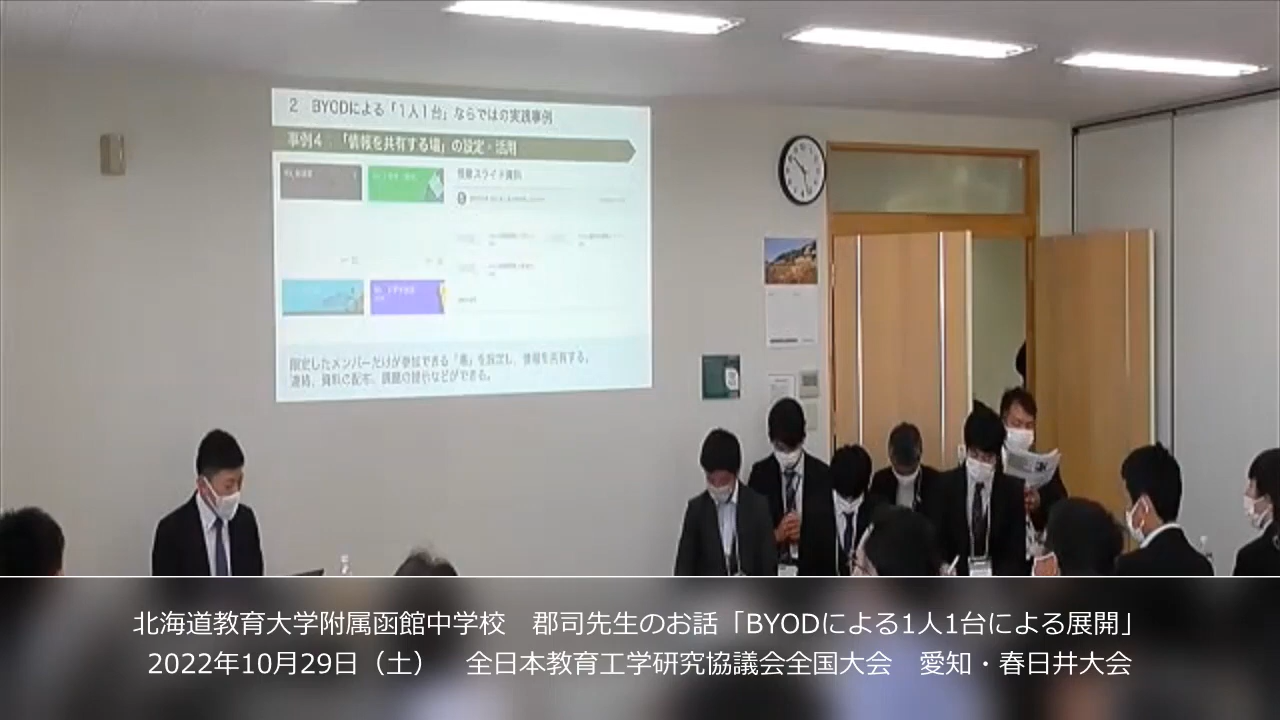 2 BYODによる「1人1台」ならではの実践事例
事例4:「情報を共有する場」の設定・活用
授業スライド資料
限定したメンバーだけが参加できる「場」を設定し、情報を共有する。
連絡、資料の配布、課題の提示などができる。
北海道教育大学附属函館中学校 郡司先生のお話「BYODによる1人1台による展開」
2022年10月29日（土） 全日本教育工学研究協議会全国大会 愛知・春日井大会